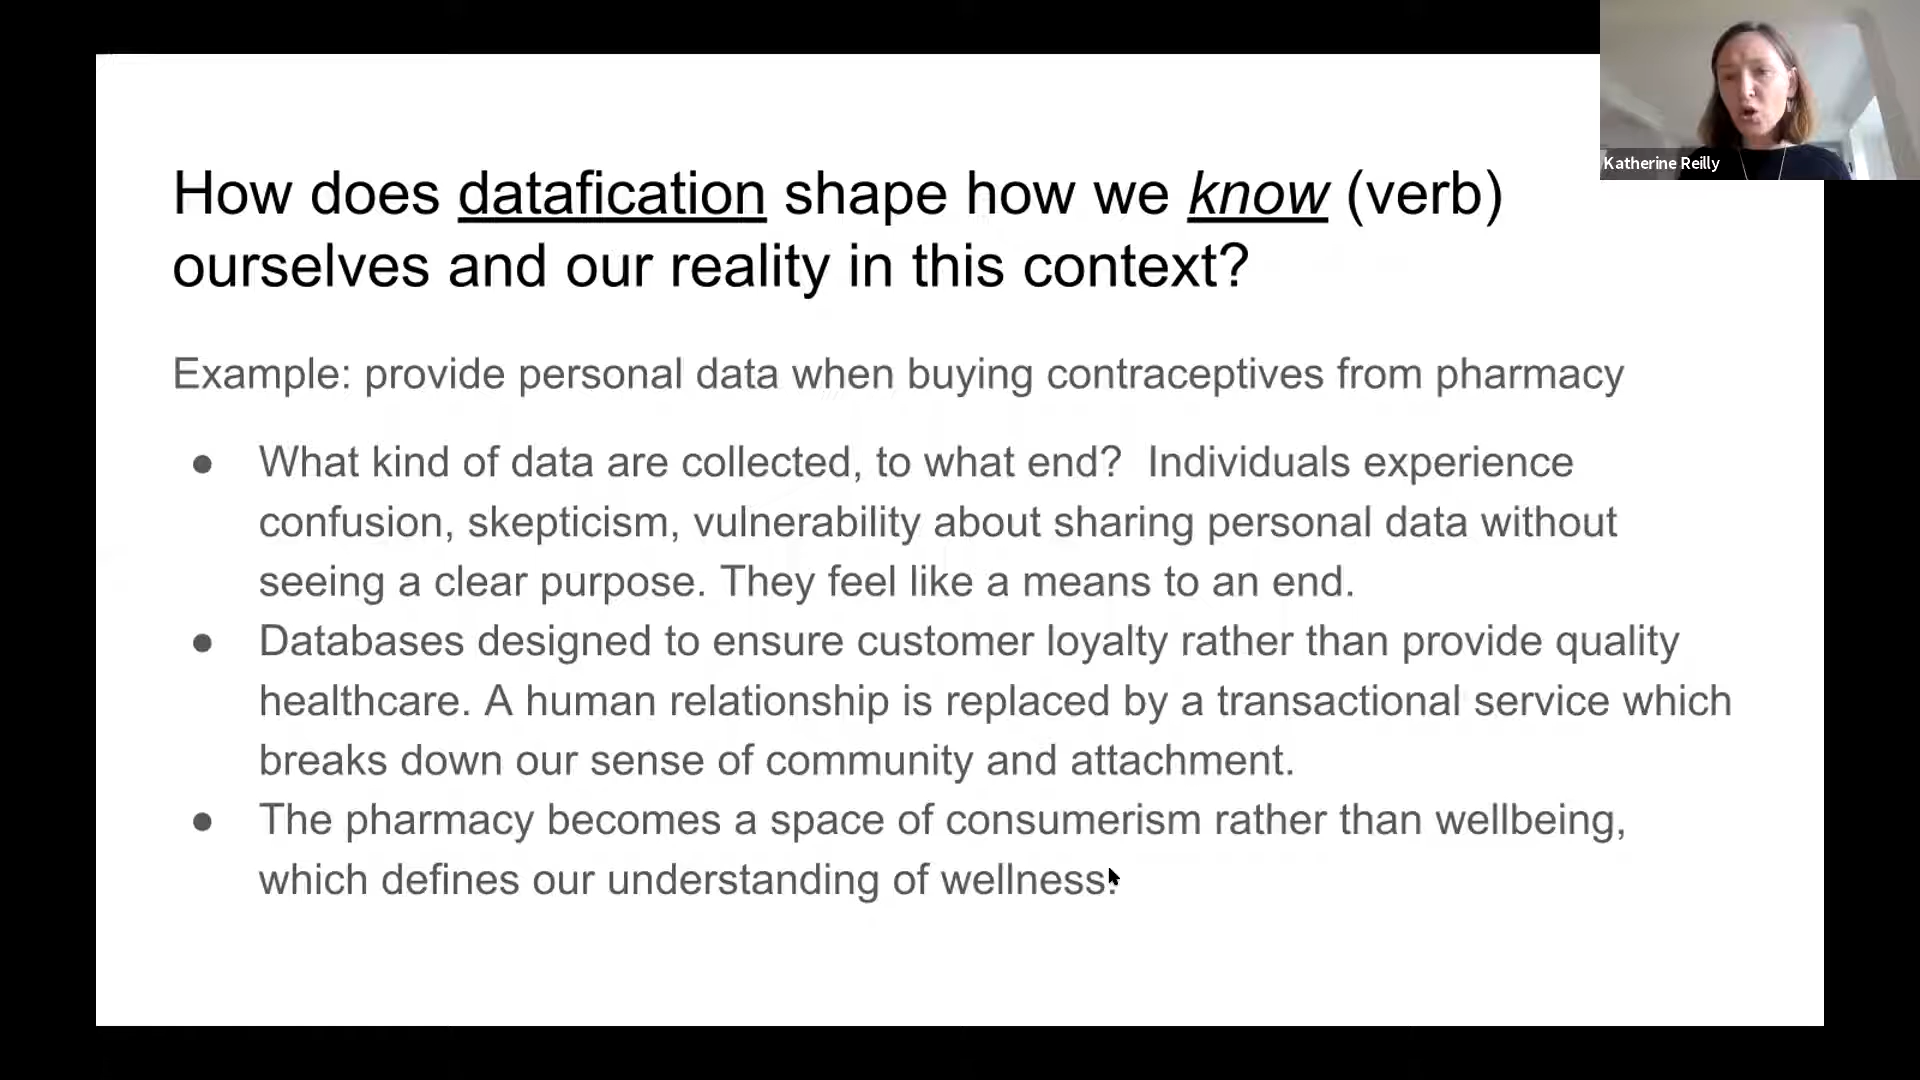 Katherine Reilly
How does datafication shape how we know (verb)
ourselves and our reality in this context?
Example: provide personal data when buying contraceptives from pharmacy
● What kind of data are collected, to what end?  Individuals experience
confusion, skepticism, vulnerability about sharing personal data without
seeing a clear purpose. They feel like a means to an end.
● Databases designed to ensure customer loyalty rather than provide quality
healthcare. A human relationship is replaced by a transactional service which
breaks down our sense of community and attachment.
● The pharmacy becomes a space of consumerism rather than wellbeing,
which defines our understanding of wellness.